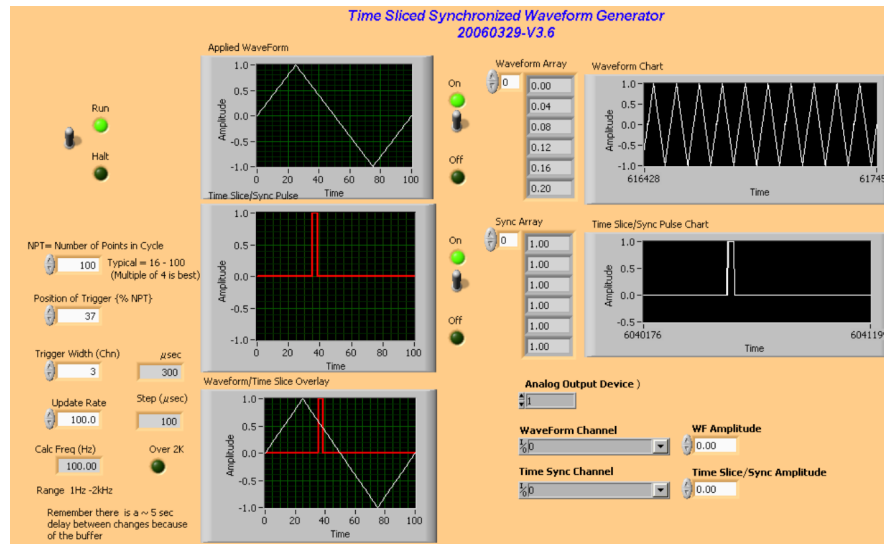 Time Sliced Synchronized Waveform Generator
20060329-V3.6
Applied WaveForm
1.0
0.5
0.0
-0.5
-1.0
Amplitude
0 20 40 60 80 100
Time
Run
Halt
Time Slice/Sync Pulse
1.0
0.5
0.0
-0.5
-1.0
Amplitude
0 20 40 60 80 100
Time
NPT= Number of Points in Cycle
100
Typical = 16 - 100
(Multiple of 4 is best)
Position of Trigger {% NPT}
37
Trigger Width (Chn)
3
µsec
300
Update Rate
100.0
Step (µsec)
100
Calc Freq (Hz)
100.00
Over 2K
Range 1Hz -2kHz
Remember there is a ~ 5 sec
delay between changes because
of the buffer
Waveform/Time Slice Overlay
1.0
0.5
0.0
-0.5
-1.0
Amplitude
0 20 40 60 80 100
Time
On
Off
Waveform Array
0
0.00
0.04
0.08
0.12
0.16
0.20
Waveform Chart
1.0
0.5
0.0
-0.5
-1.0
Amplitude
616428 61745
Time
On
Off
Sync Array
0
1.00
1.00
1.00
1.00
1.00
1.00
Time Slice/Sync Pulse Chart
1.0
0.5
0.0
-0.5
Amplitude
6040176 6041199
Time
Analog Output Device )
1
WaveForm Channel
0
WF Amplitude
0.00
Time Sync Channel
0
Time Slice/Sync Amplitude
0.00